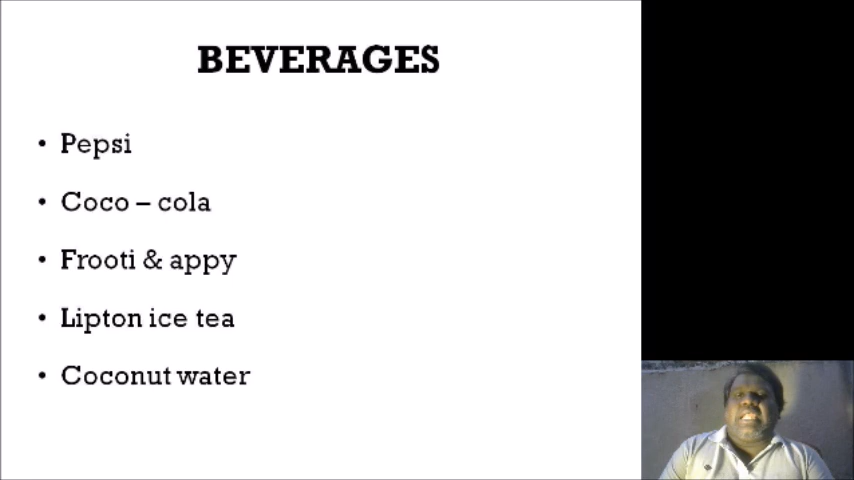 BEVERAGES
• Pepsi
• Coco – cola
• Frooti & appy
• Lipton ice tea
• Coconut water